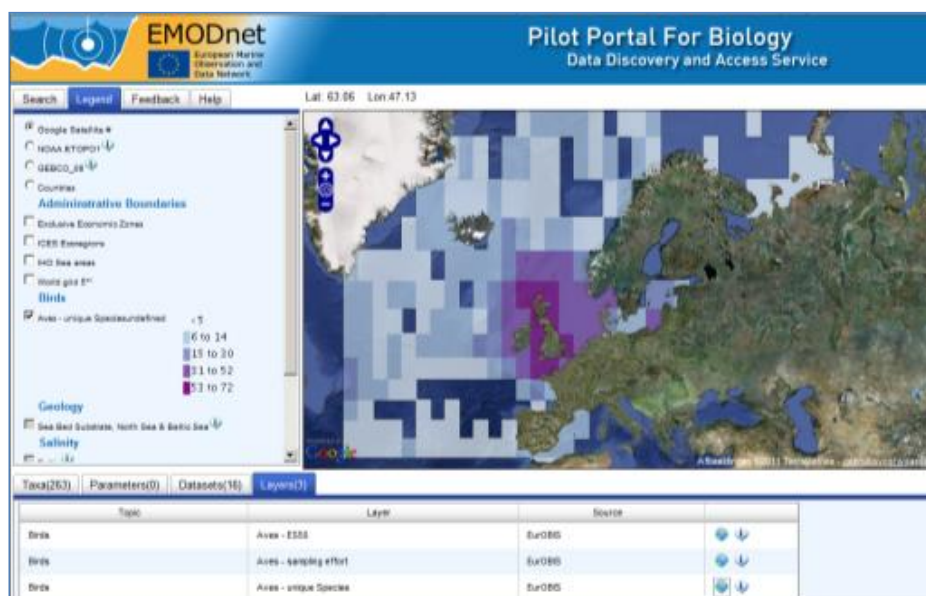 EMODnet
European Marine
Observation and
Data Network
Pilot Portal For Biology
Data Discovery and Access Service
Search Legend Feedback Help
Lat: 63.06 Lon:47.13
Google Satellite
NOAA ETOPO1
GEBCO_08
Countries
Administrative Boundaries
Exclusive Economic Zones
ICES Ecoregions
IHO Sea areas
World grid
Birds
Aves - unique Speciesundefined
6 to 14
15 to 30
31 to 52
53 to 72
Geology
Sea Bed Substrate, North Sea & Baltic Sea
Salinity
Google
Taxa(263) Parameters(0) Datasets(16) Layers(3)
Topic Layer Source
Birds Aves - ES50 EurOBIS
Birds Aves - sampling effort EurOBIS
Birds Aves - unique Species EurOBIS